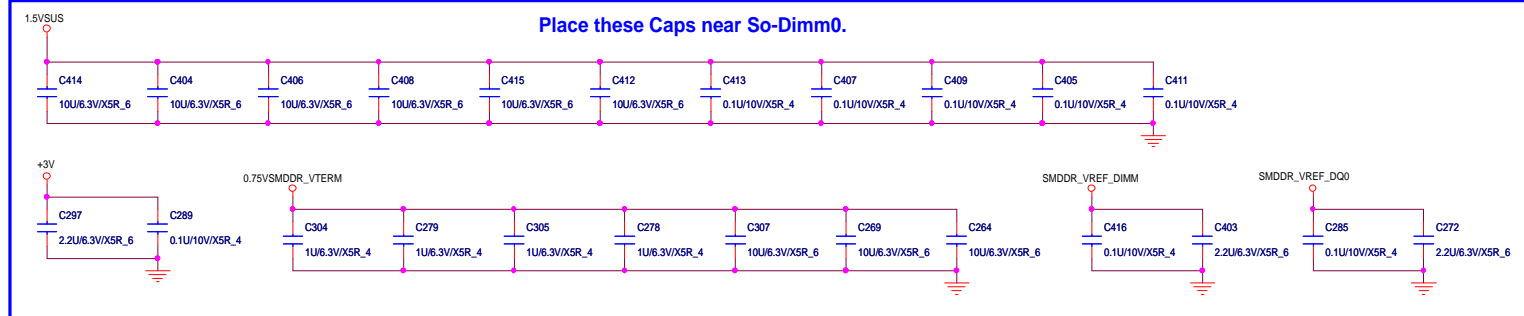 1.5VSUS
Place these Caps near So-Dimm0.
C414 C404 C406 C408 C415 C412 C413 C407 C409 C405 C411
10U/6.3V/X5R_6 10U/6.3V/X5R_6 10U/6.3V/X5R_6 10U/6.3V/X5R_6 10U/6.3V/X5R_6 10U/6.3V/X5R_6 0.1U/10V/X5R_4 0.1U/10V/X5R_4 0.1U/10V/X5R_4 0.1U/10V/X5R_4 0.1U/10V/X5R_4
+3V 0.75VSMDDR_VTERM SMDDR_VREF_DIMM SMDDR_VREF_DQ0
C297 C289 C304 C279 C305 C278 C307 C269 C264 C416 C403 C285 C272
2.2U/6.3V/X5R_6 0.1U/10V/X5R_4 1U/6.3V/X5R_4 1U/6.3V/X5R_4 1U/6.3V/X5R_4 1U/6.3V/X5R_4 10U/6.3V/X5R_6 10U/6.3V/X5R_6 10U/6.3V/X5R_6 0.1U/10V/X5R_4 2.2U/6.3V/X5R_6 0.1U/10V/X5R_4 2.2U/6.3V/X5R_6